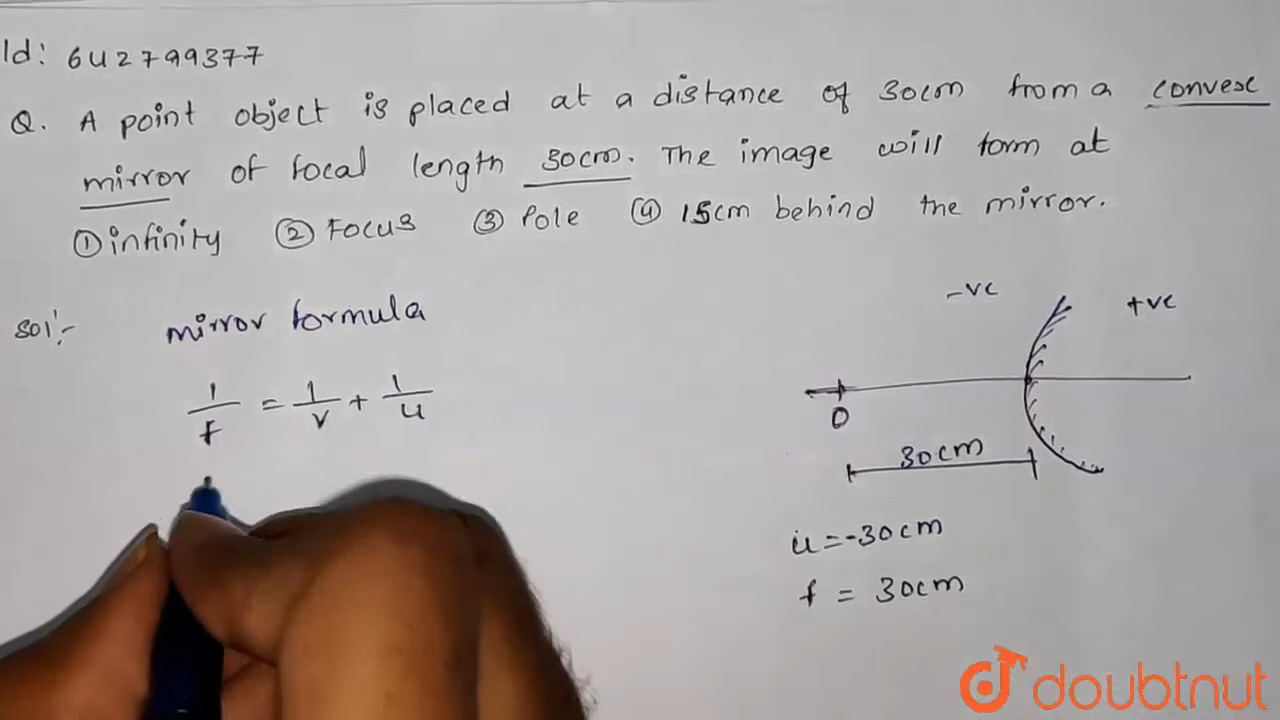 Id: 642799377
Q. A point object is placed at a distance of 30cm from a convex
mirror of focal length 30cm. The image will form at
① infinity ② Focus ③ Pole ④ 15cm behind the mirror.
Sol:-
mirror formula
1/f = 1/v + 1/u
-ve
+ve
O
30cm
u = -30cm
f = 30cm
doubtnut